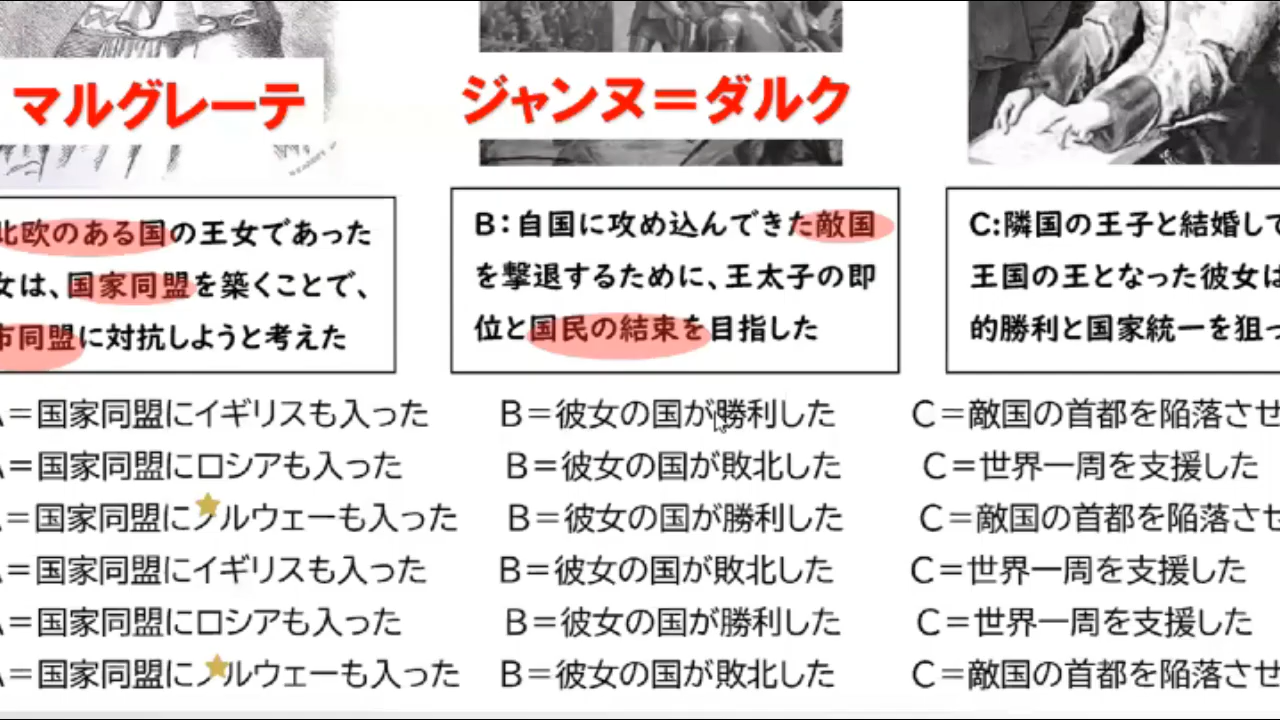 マルグレーテ
ジャンヌ＝ダルク
北欧のある国の王女であった
女は、国家同盟を築くことで、
市同盟に対抗しようと考えた
B：自国に攻め込んできた敵国
を撃退するために、王太子の即
位と国民の結束を目指した
C:隣国の王子と結婚して
王国の王となった彼女は
的勝利と国家統一を狙っ
A＝国家同盟にイギリスも入った B＝彼女の国が勝利した C＝敵国の首都を陥落させ
A＝国家同盟にロシアも入った B＝彼女の国が敗北した C＝世界一周を支援した
A＝国家同盟にノルウェーも入った B＝彼女の国が勝利した C＝敵国の首都を陥落させ
A＝国家同盟にイギリスも入った B＝彼女の国が敗北した C＝世界一周を支援した
A＝国家同盟にロシアも入った B＝彼女の国が勝利した C＝世界一周を支援した
A＝国家同盟にノルウェーも入った B＝彼女の国が敗北した C＝敵国の首都を陥落させ